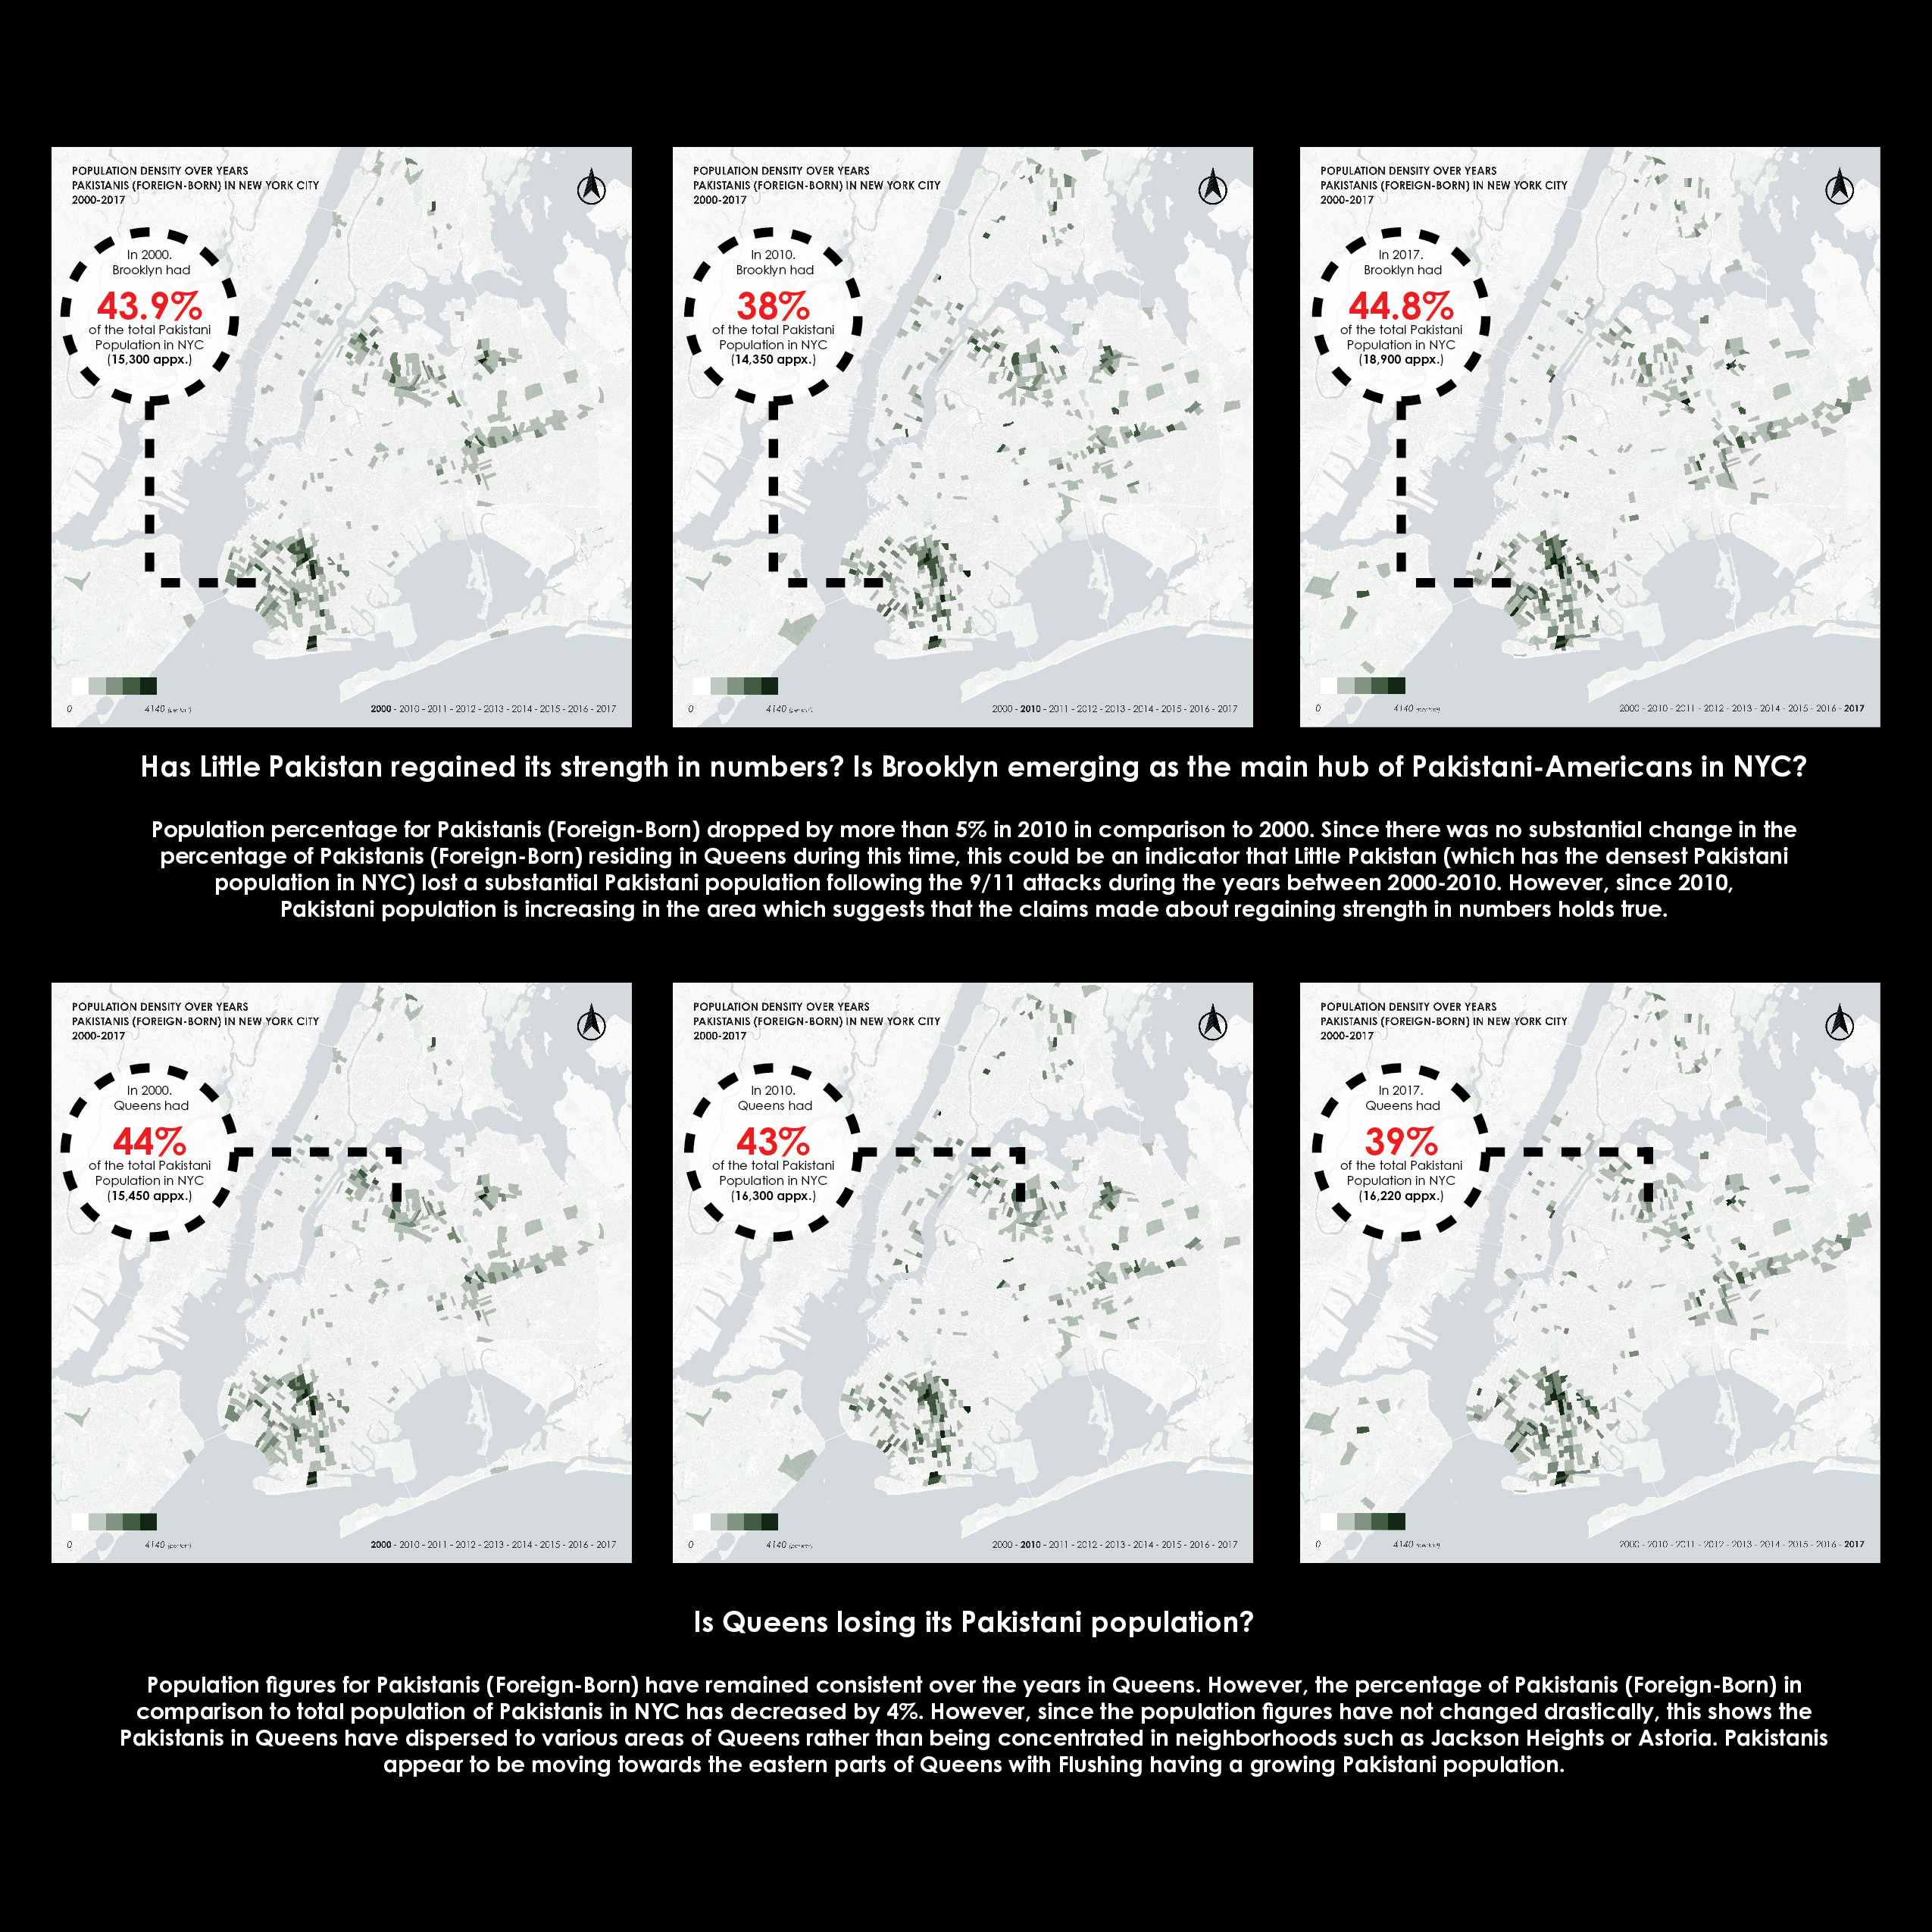 POPULATION DENSITY OVER YEARS
PAKISTANIS (FOREIGN-BORN) IN NEW YORK CITY
2000-2017
In 2000.
Brooklyn had
43.9%
of the total Pakistani
Population in NYC
(15,300 appx.)
0
4140
2000 - 2010 - 2011 - 2012 - 2013 - 2014 - 2015 - 2016 - 2017
POPULATION DENSITY OVER YEARS
PAKISTANIS (FOREIGN-BORN) IN NEW YORK CITY
2000-2017
In 2010.
Brooklyn had
38%
of the total Pakistani
Population in NYC
(14,350 appx.)
0
4140
2000 - 2010 - 2011 - 2012 - 2013 - 2014 - 2015 - 2016 - 2017
POPULATION DENSITY OVER YEARS
PAKISTANIS (FOREIGN-BORN) IN NEW YORK CITY
2000-2017
In 2017.
Brooklyn had
44.8%
of the total Pakistani
Population in NYC
(18,900 appx.)
0
4140
2000 - 2010 - 2011 - 2012 - 2013 - 2014 - 2015 - 2016 - 2017
Has Little Pakistan regained its strength in numbers? Is Brooklyn emerging as the main hub of Pakistani-Americans in NYC?
Population percentage for Pakistanis (Foreign-Born) dropped by more than 5% in 2010 in comparison to 2000. Since there was no substantial change in the
percentage of Pakistanis (Foreign-Born) residing in Queens during this time, this could be an indicator that Little Pakistan (which has the densest Pakistani
population in NYC) lost a substantial Pakistani population following the 9/11 attacks during the years between 2000-2010. However, since 2010,
Pakistani population is increasing in the area which suggests that the claims made about regaining strength in numbers holds true.
POPULATION DENSITY OVER YEARS
PAKISTANIS (FOREIGN-BORN) IN NEW YORK CITY
2000-2017
In 2000.
Queens had
44%
of the total Pakistani
Population in NYC
(15,450 appx.)
0
4140
2000 - 2010 - 2011 - 2012 - 2013 - 2014 - 2015 - 2016 - 2017
POPULATION DENSITY OVER YEARS
PAKISTANIS (FOREIGN-BORN) IN NEW YORK CITY
2000-2017
In 2010.
Queens had
43%
of the total Pakistani
Population in NYC
(16,300 appx.)
0
4140
2000 - 2010 - 2011 - 2012 - 2013 - 2014 - 2015 - 2016 - 2017
POPULATION DENSITY OVER YEARS
PAKISTANIS (FOREIGN-BORN) IN NEW YORK CITY
2000-2017
In 2017.
Queens had
39%
of the total Pakistani
Population in NYC
(16,220 appx.)
0
4140
2000 - 2010 - 2011 - 2012 - 2013 - 2014 - 2015 - 2016 - 2017
Is Queens losing its Pakistani population?
Population figures for Pakistanis (Foreign-Born) have remained consistent over the years in Queens. However, the percentage of Pakistanis (Foreign-Born) in
comparison to total population of Pakistanis in NYC has decreased by 4%. However, since the population figures have not changed drastically, this shows the
Pakistanis in Queens have dispersed to various areas of Queens rather than being concentrated in neighborhoods such as Jackson Heights or Astoria. Pakistanis
appear to be moving towards the eastern parts of Queens with Flushing having a growing Pakistani population.